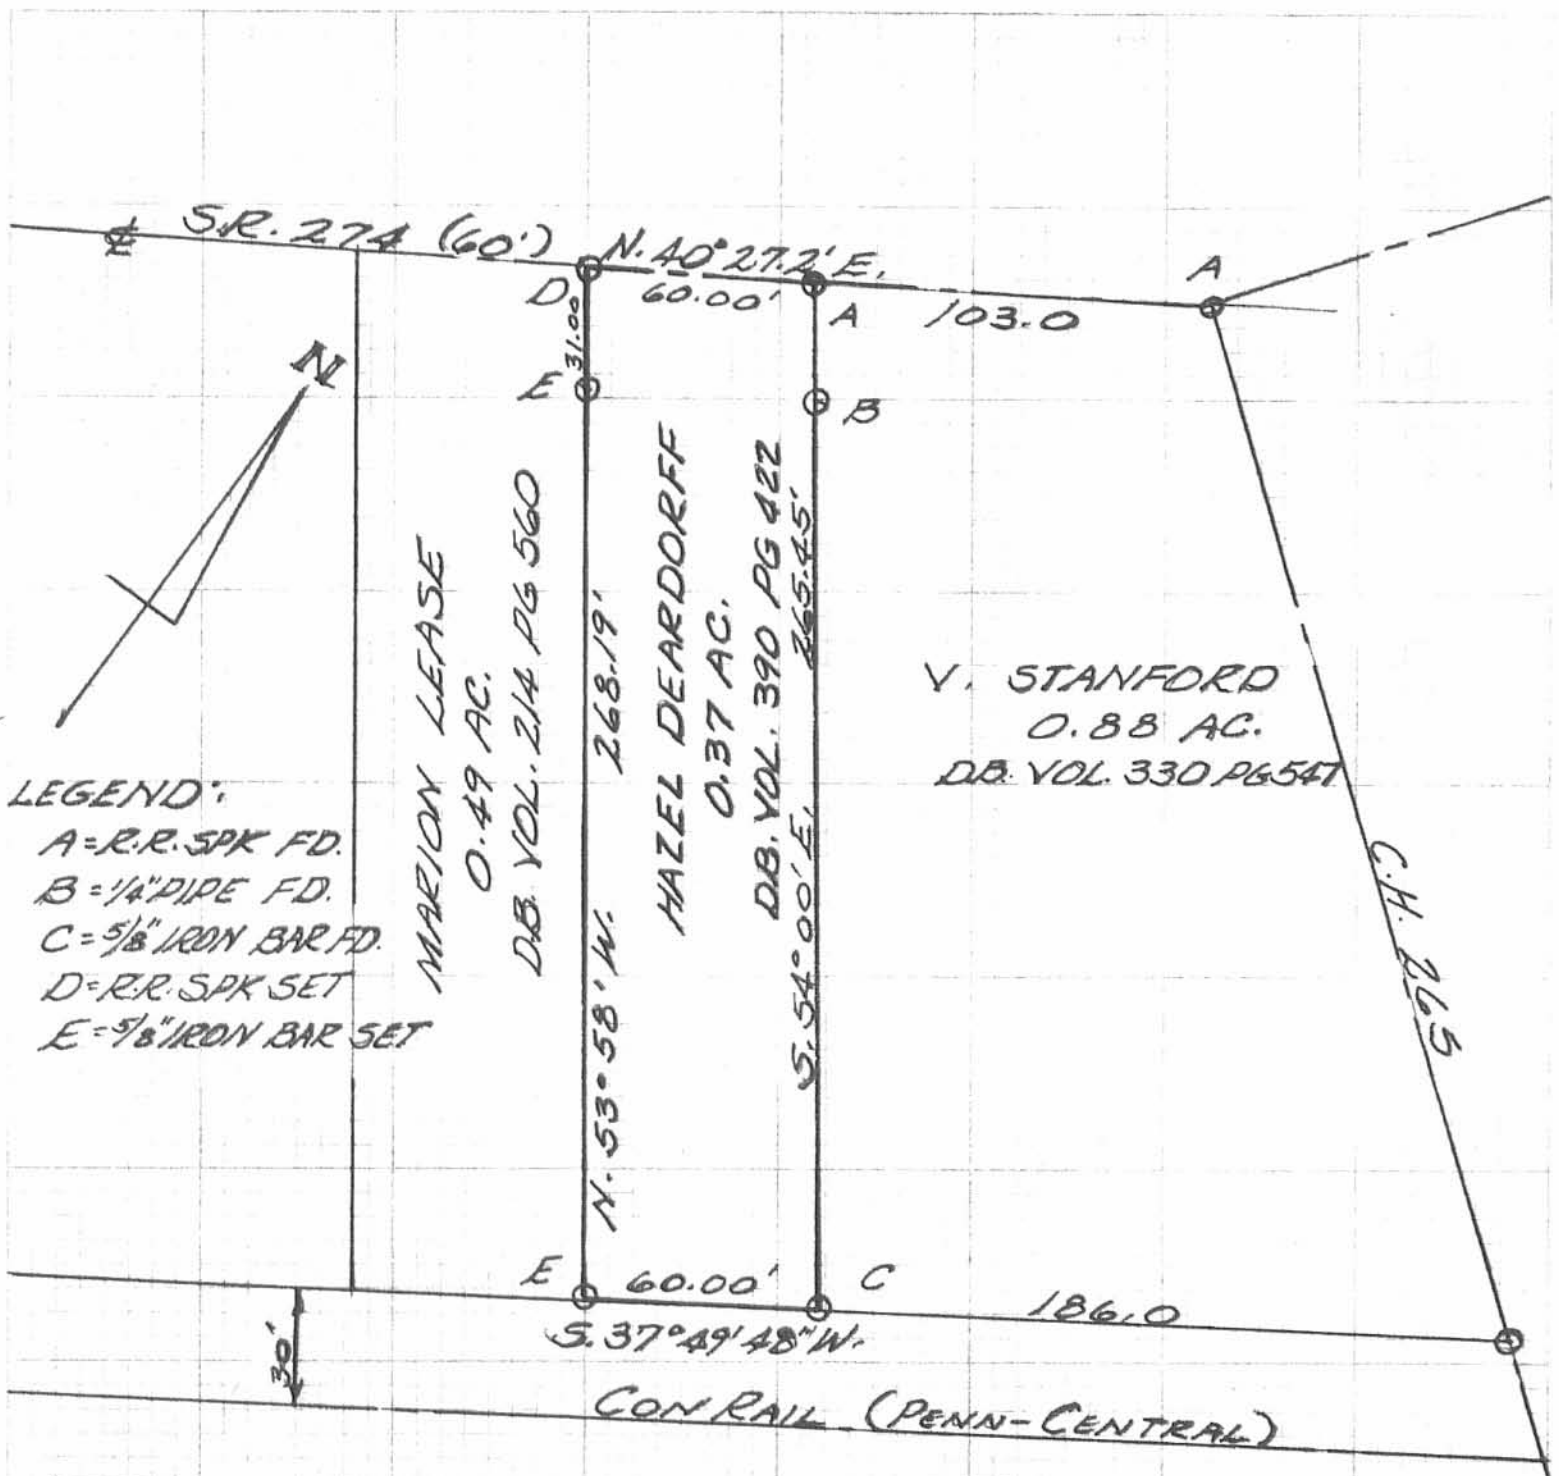 ℄ S.R. 274 (60')
N. 40° 27.2' E.
60.00'
103.0
A
D
A
31.00
E
B
N
MARION LEASE
0.49 AC.
D.B. VOL. 214 PG 560
N. 53° 58' W. 268.19'
HAZEL DEARDORFF
0.37 AC.
D.B. VOL. 390 PG 422
S. 54° 00' E. 265.45'
V. STANFORD
0.88 AC.
D.B. VOL. 330 PG 547
C.H. 265
LEGEND:
A = R.R. SPK FD.
B = 1/4" PIPE FD.
C = 5/8" IRON BAR FD.
D = R.R. SPK SET
E = 5/8" IRON BAR SET
E
60.00'
C
186.0
S. 37° 49' 48" W.
30'
CONRAIL (PENN-CENTRAL)